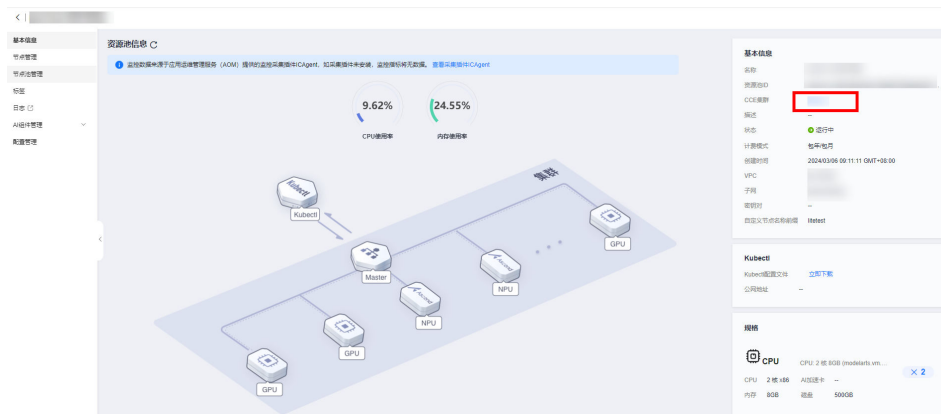 基本信息
节点管理
节点池管理
标签
日志
AI组件管理
配置管理
资源池信息
监控数据来源于应用运维管理服务（AOM）提供的监控采集插件ICAgent，如采集插件未安装，监控指标将无数据。 查看采集插件ICAgent
9.62%
CPU使用率
24.55%
内存使用率
集群
Kubectl
Kubectl
Master
Ascend
NPU
Ascend
NPU
GPU
GPU
GPU
基本信息
名称
资源池ID
CCE集群
描述 --
状态 运行中
计费模式 包年/包月
创建时间 2024/03/06 09:11:11 GMT+08:00
VPC
子网
密钥对 --
自定义节点名称前缀 litetest
Kubectl
Kubectl配置文件 立即下载
公网地址 --
规格
CPU CPU: 2 核 8GB (modelarts.vm....
× 2
CPU 2 核 x86 AI加速卡 --
内存 8GB 磁盘 500GB